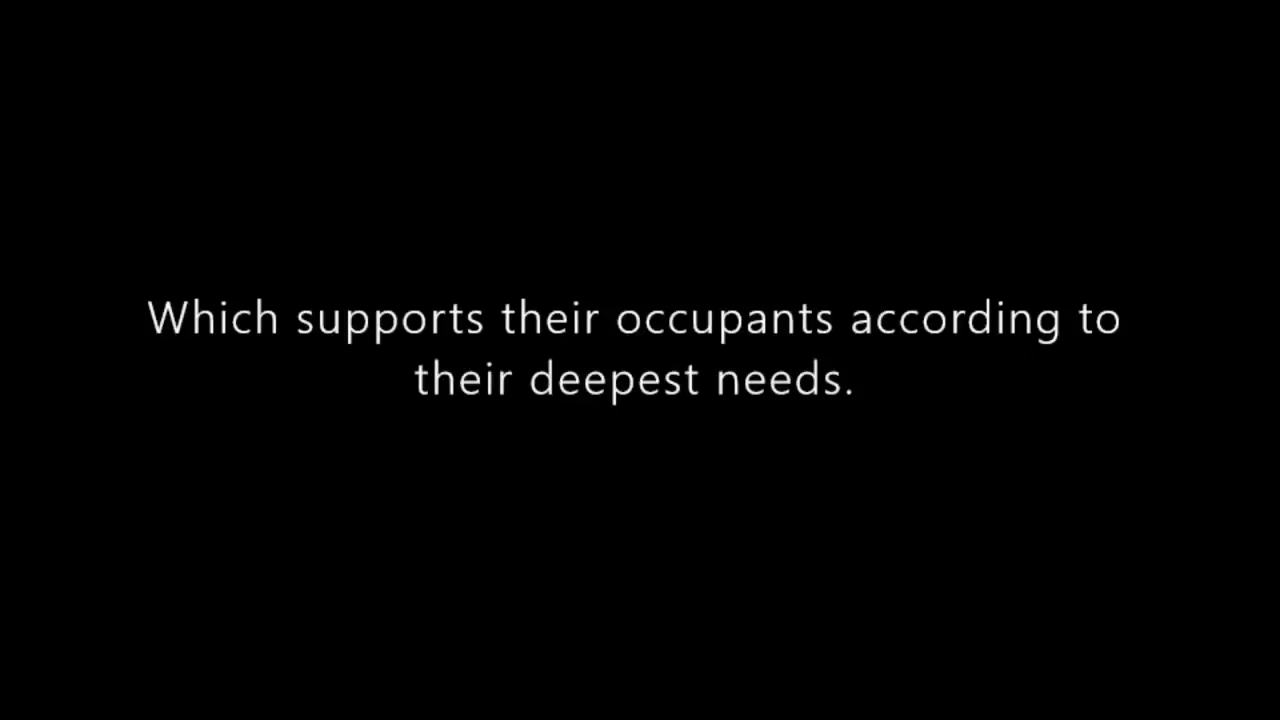 Which supports their occupants according to
their deepest needs.